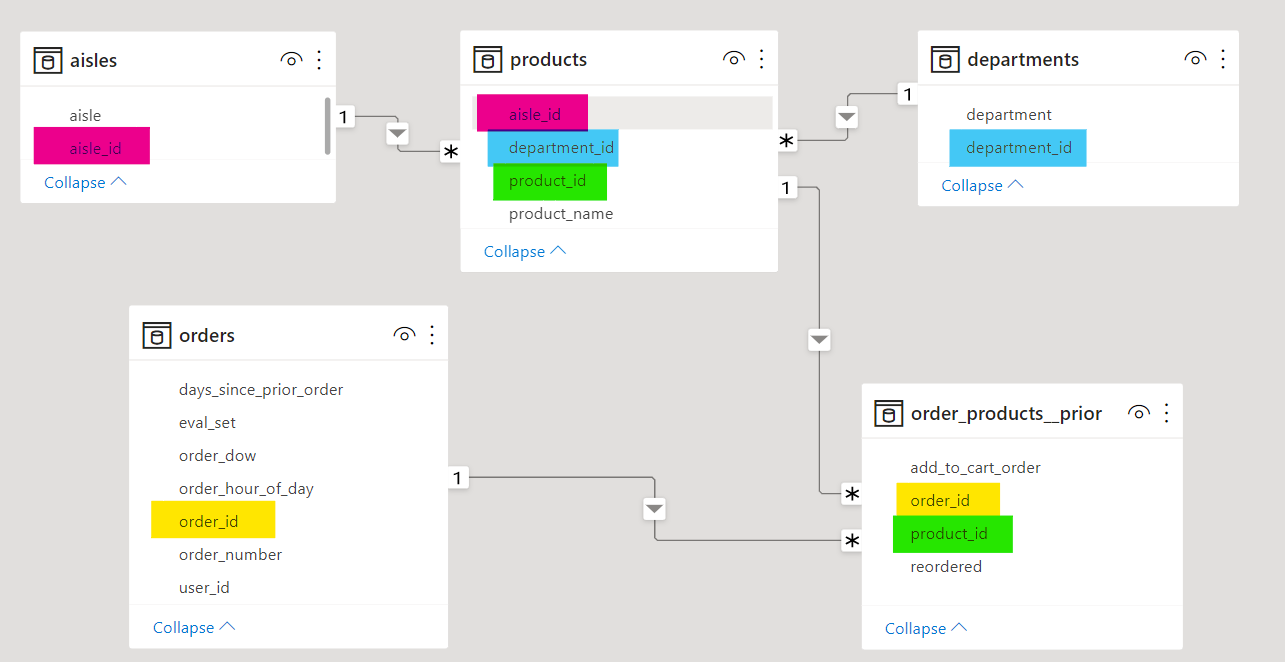 aisles
aisle
aisle_id
Collapse
1
*
products
aisle_id
department_id
product_id
product_name
Collapse
*
1
1
departments
department
department_id
Collapse
orders
days_since_prior_order
eval_set
order_dow
order_hour_of_day
order_id
order_number
user_id
Collapse
1
*
*
order_products__prior
add_to_cart_order
order_id
product_id
reordered
Collapse